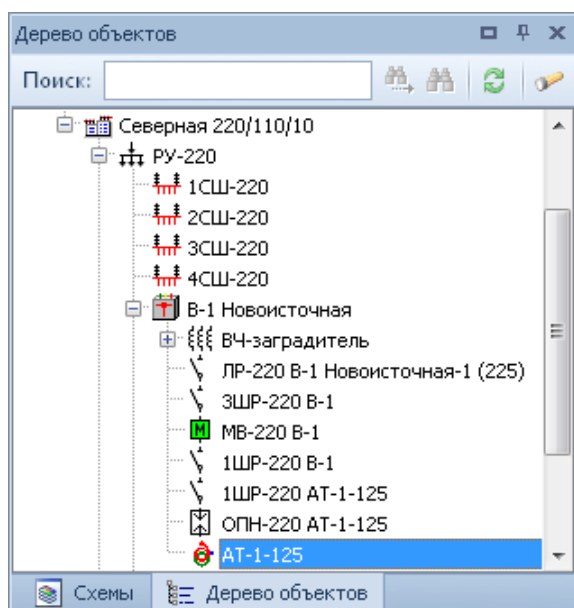 Дерево объектов
Поиск:
Северная 220/110/10
РУ-220
1СШ-220
2СШ-220
3СШ-220
4СШ-220
В-1 Новоисточная
ВЧ-заградитель
ЛР-220 В-1 Новоисточная-1 (225)
3ШР-220 В-1
М МВ-220 В-1
1ШР-220 В-1
1ШР-220 АТ-1-125
ОПН-220 АТ-1-125
АТ-1-125
Схемы Дерево объектов